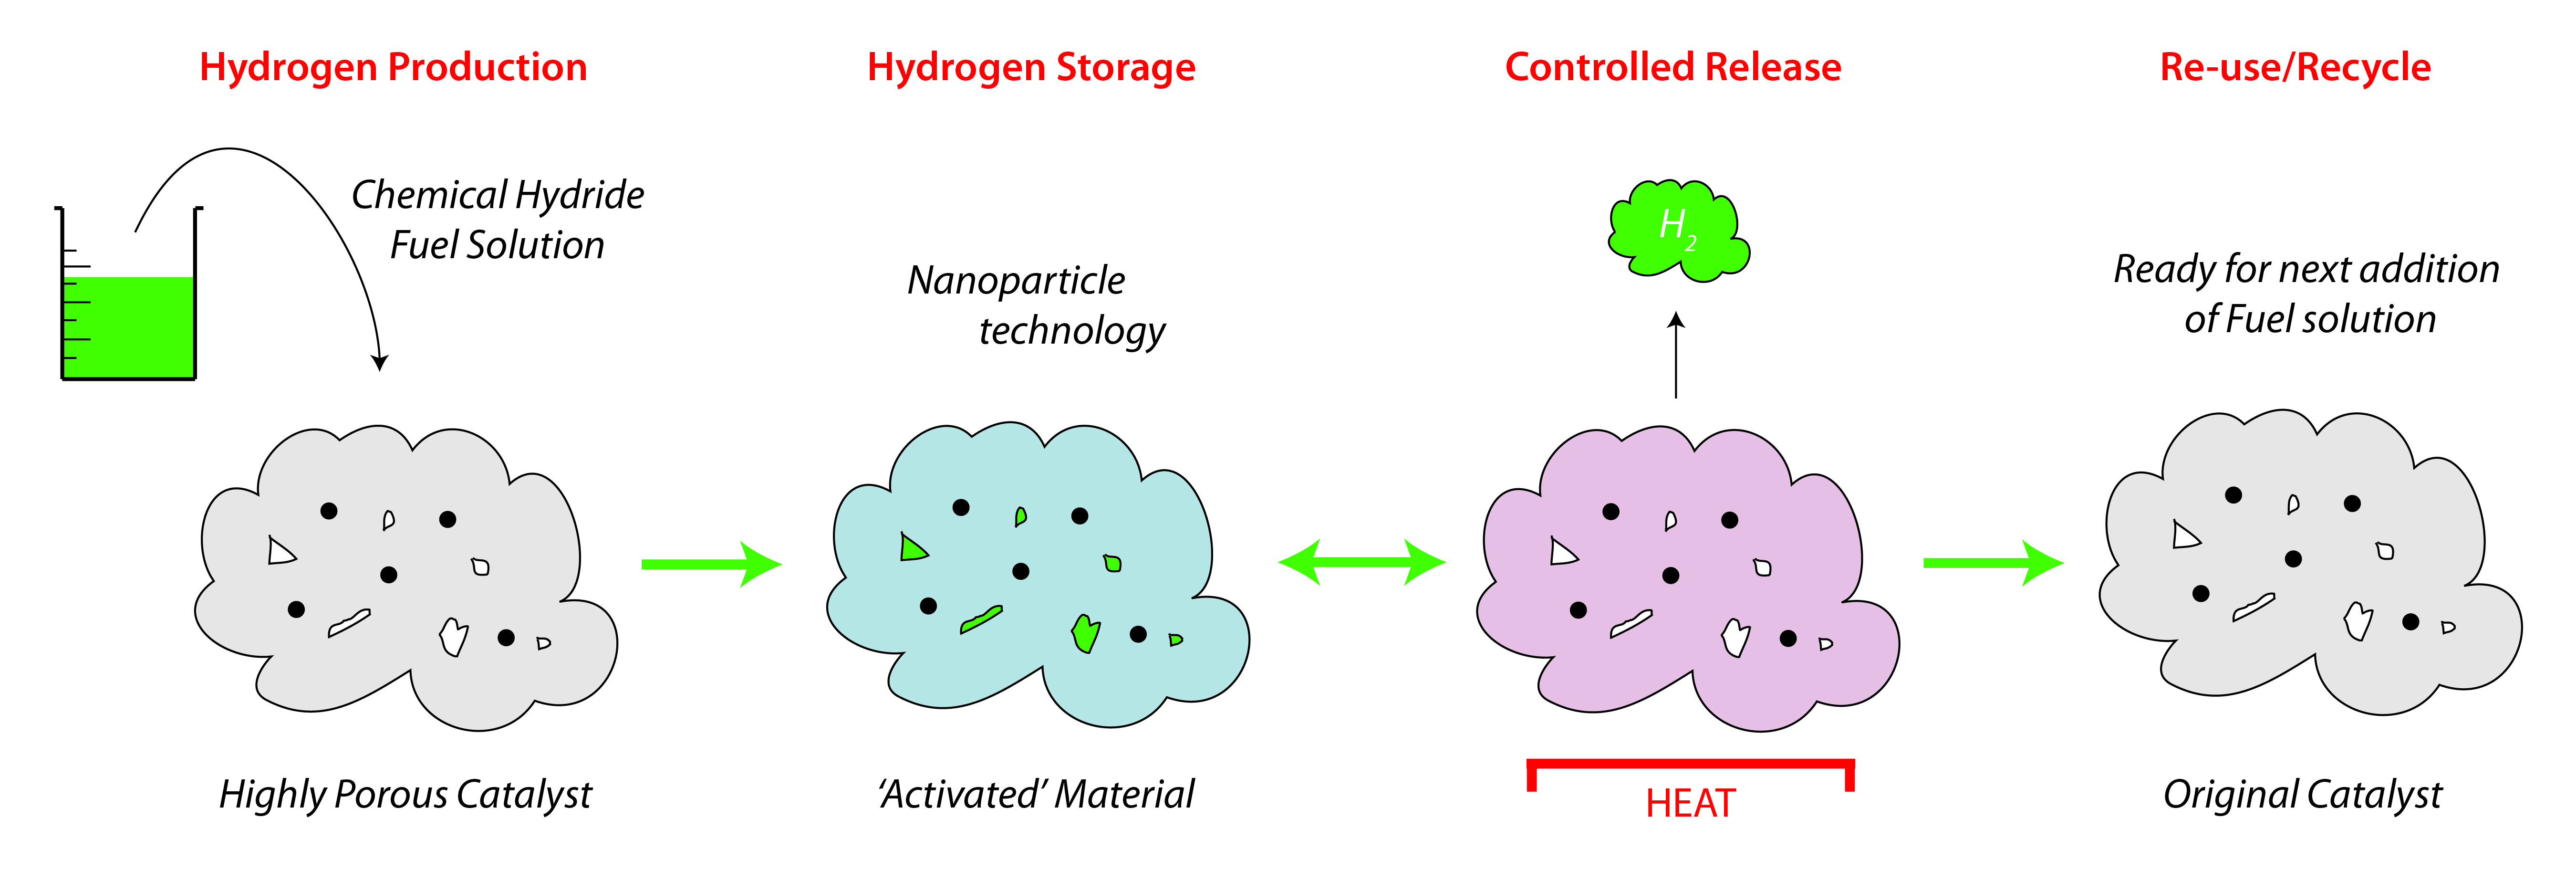 Hydrogen Production
Chemical Hydride
Fuel Solution
Highly Porous Catalyst
Hydrogen Storage
Nanoparticle
technology
‘Activated’ Material
Controlled Release
H2
HEAT
Re-use/Recycle
Ready for next addition
of Fuel solution
Original Catalyst